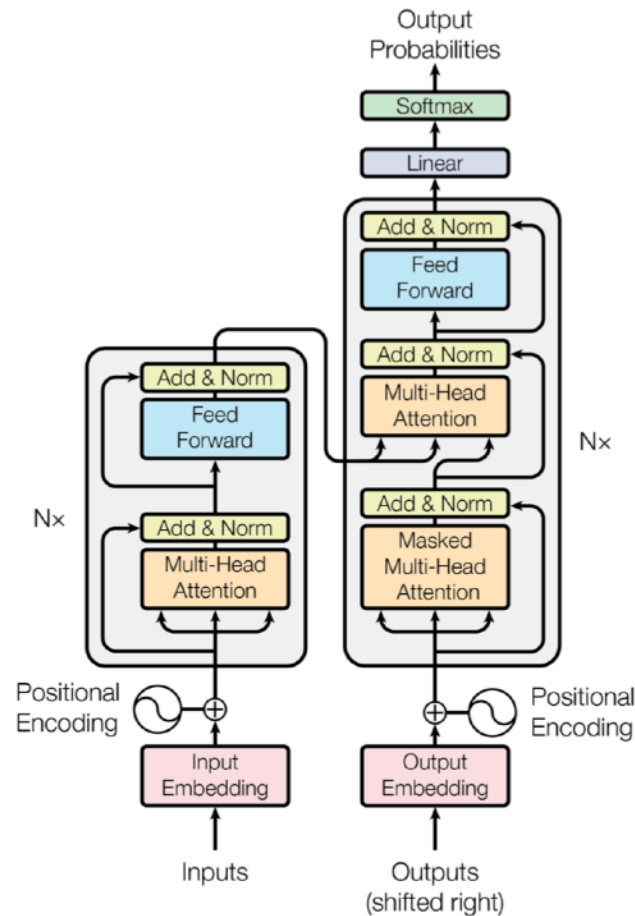 Output
Probabilities
Softmax
Linear
Add & Norm
Feed
Forward
Add & Norm
Multi-Head
Attention
Add & Norm
Masked
Multi-Head
Attention
N×
Add & Norm
Feed
Forward
N×
Add & Norm
Multi-Head
Attention
Positional
Encoding
Positional
Encoding
Input
Embedding
Output
Embedding
Inputs
Outputs
(shifted right)